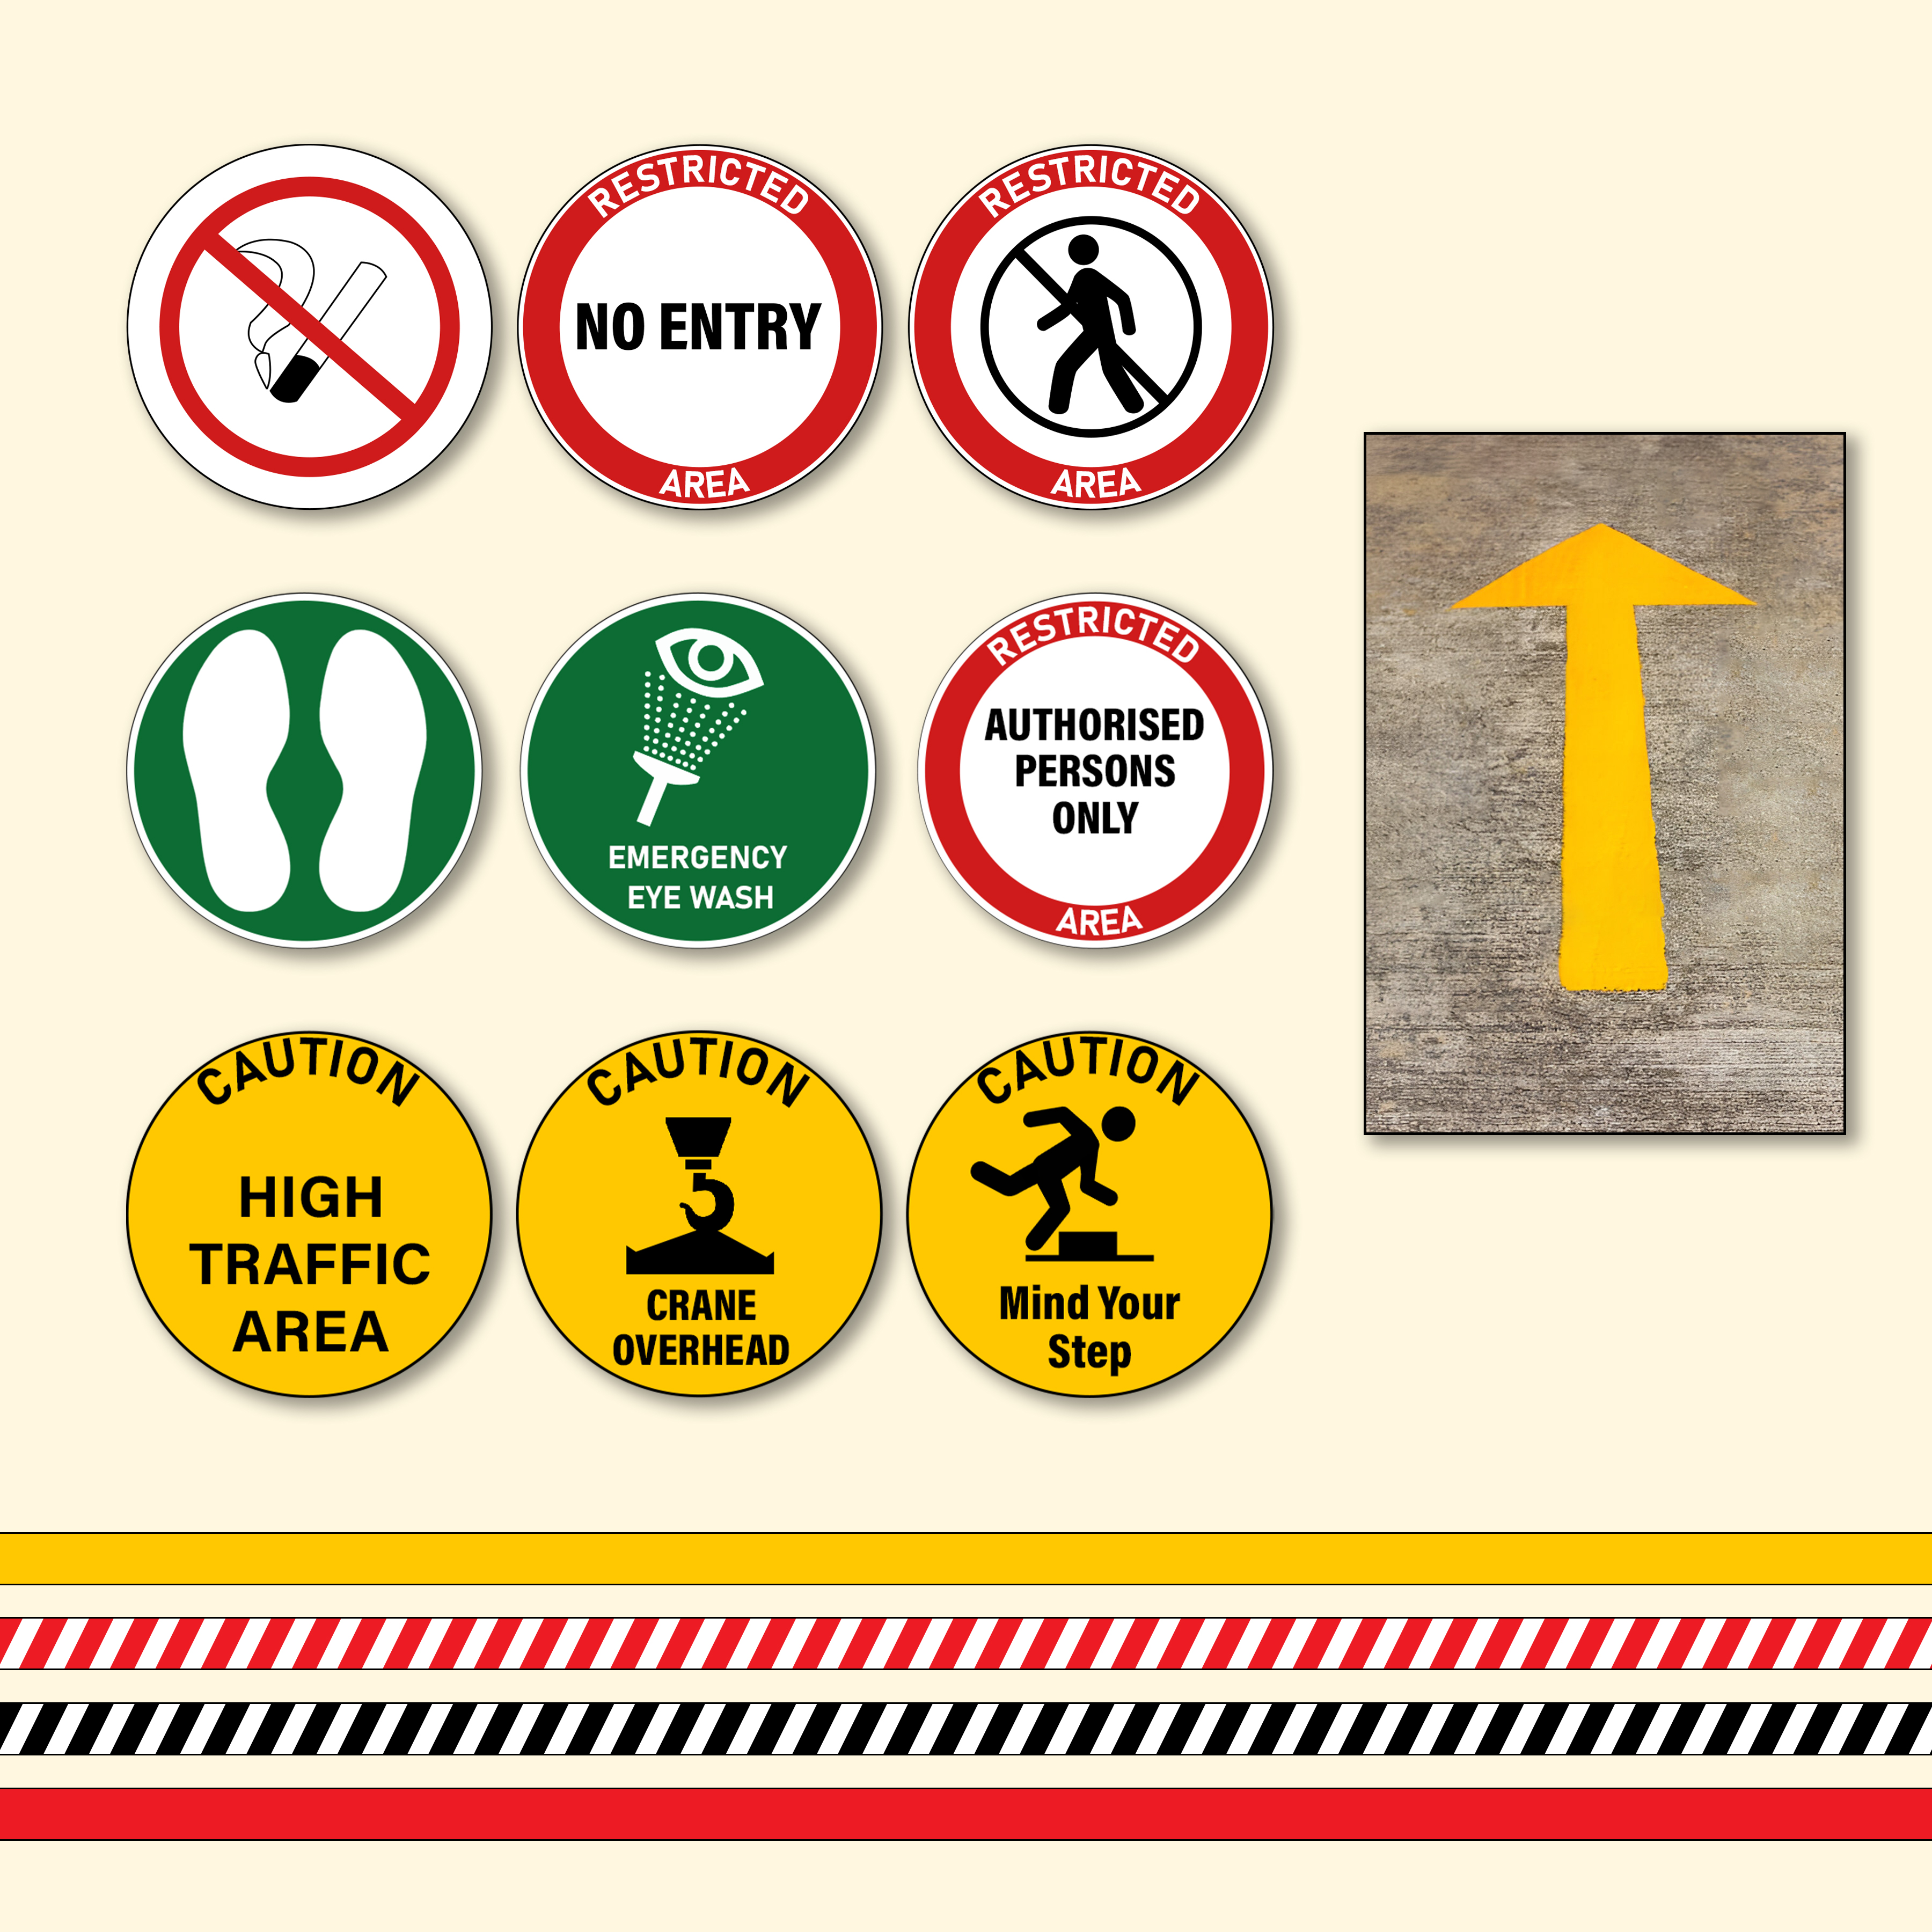 RESTRICTED
NO ENTRY
AREA
RESTRICTED
AREA
EMERGENCY
EYE WASH
RESTRICTED
AUTHORISED
PERSONS
ONLY
AREA
CAUTION
HIGH
TRAFFIC
AREA
CAUTION
CRANE
OVERHEAD
CAUTION
Mind Your
Step